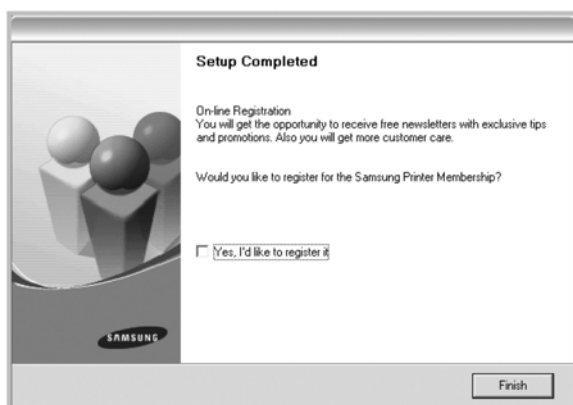 Setup Completed
On-line Registration
You will get the opportunity to receive free newsletters with exclusive tips
and promotions. Also you will get more customer care.
Would you like to register for the Samsung Printer Membership?
Yes, I'd like to register it
SAMSUNG
Finish